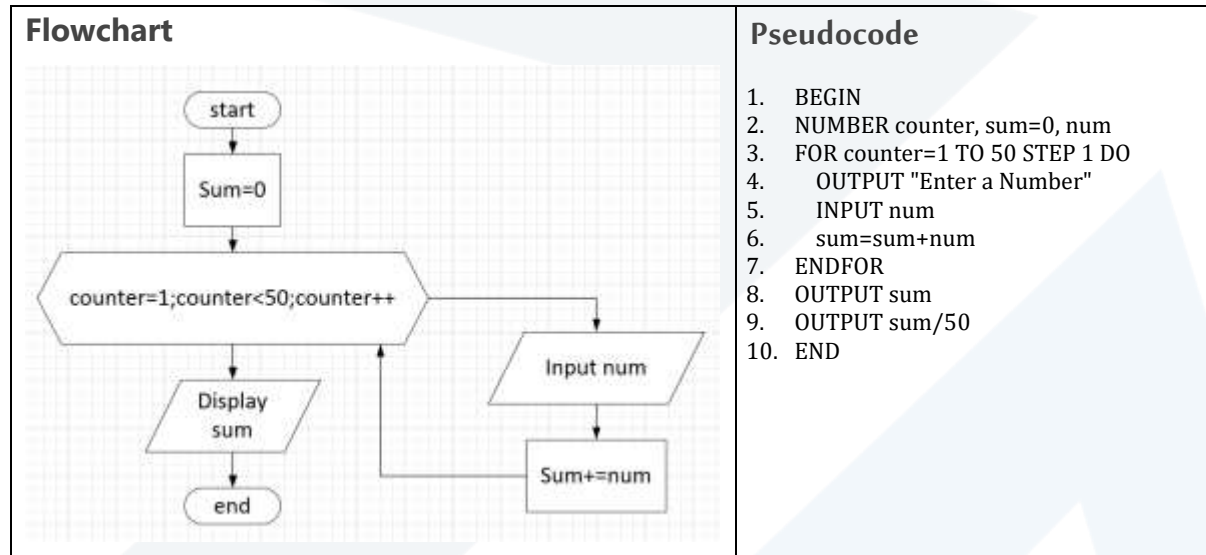 Flowchart
start
Sum=0
counter=1;counter<50;counter++
Input num
Sum+=num
Display
sum
end
Pseudocode
1. BEGIN
2. NUMBER counter, sum=0, num
3. FOR counter=1 TO 50 STEP 1 DO
4. OUTPUT "Enter a Number"
5. INPUT num
6. sum=sum+num
7. ENDFOR
8. OUTPUT sum
9. OUTPUT sum/50
10. END